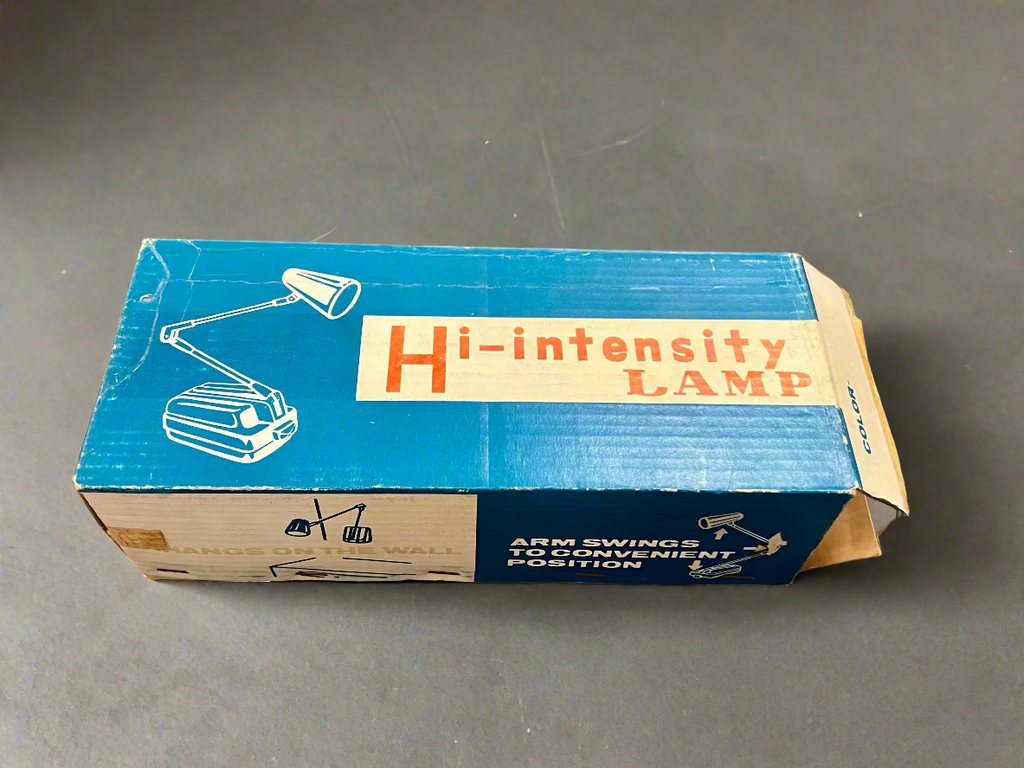 Hi-intensity
LAMP
COLOR
HANGS ON THE WALL
ARM SWINGS
TO CONVENIENT
POSITION